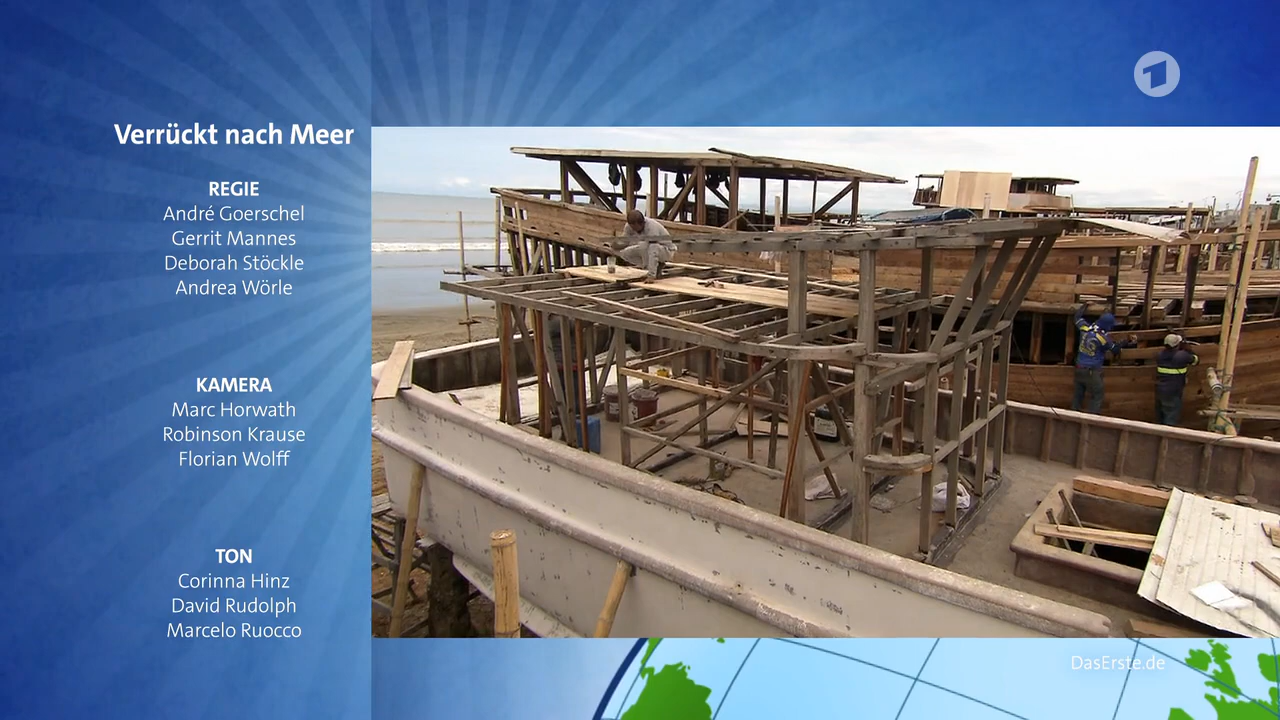 Verrückt nach Meer
REGIE
André Goerschel
Gerrit Mannes
Deborah Stöckle
Andrea Wörle
KAMERA
Marc Horwath
Robinson Krause
Florian Wolff
TON
Corinna Hinz
David Rudolph
Marcelo Ruocco
DasErste.de